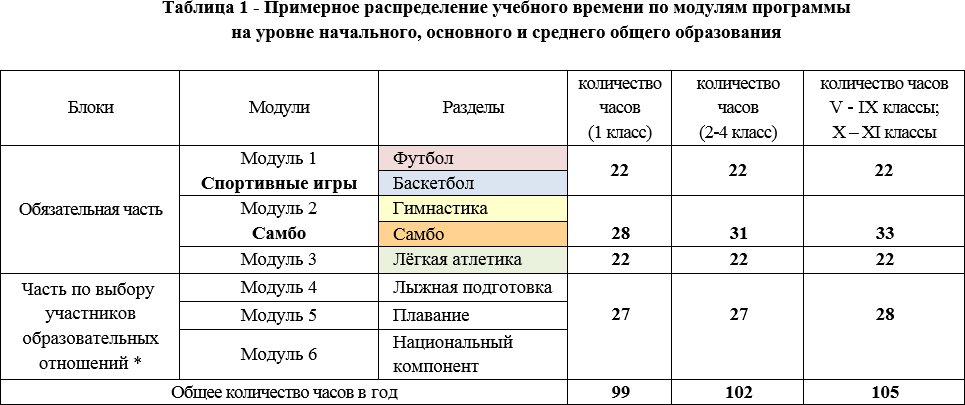 Таблица 1 - Примерное распределение учебного времени по модулям программы
на уровне начального, основного и среднего общего образования
Блоки
Модули
Разделы
количество
часов
(1 класс)
количество
часов
(2-4 класс)
количество часов
V - IX классы;
X – XI классы
Обязательная часть
Модуль 1
Спортивные игры
Футбол
Баскетбол
22
22
22
Модуль 2
Самбо
Гимнастика
Самбо
28
31
33
Модуль 3
Лёгкая атлетика
22
22
22
Часть по выбору
участников
образовательных
отношений *
Модуль 4
Лыжная подготовка
Модуль 5
Плавание
27
27
28
Модуль 6
Национальный
компонент
Общее количество часов в год
99
102
105